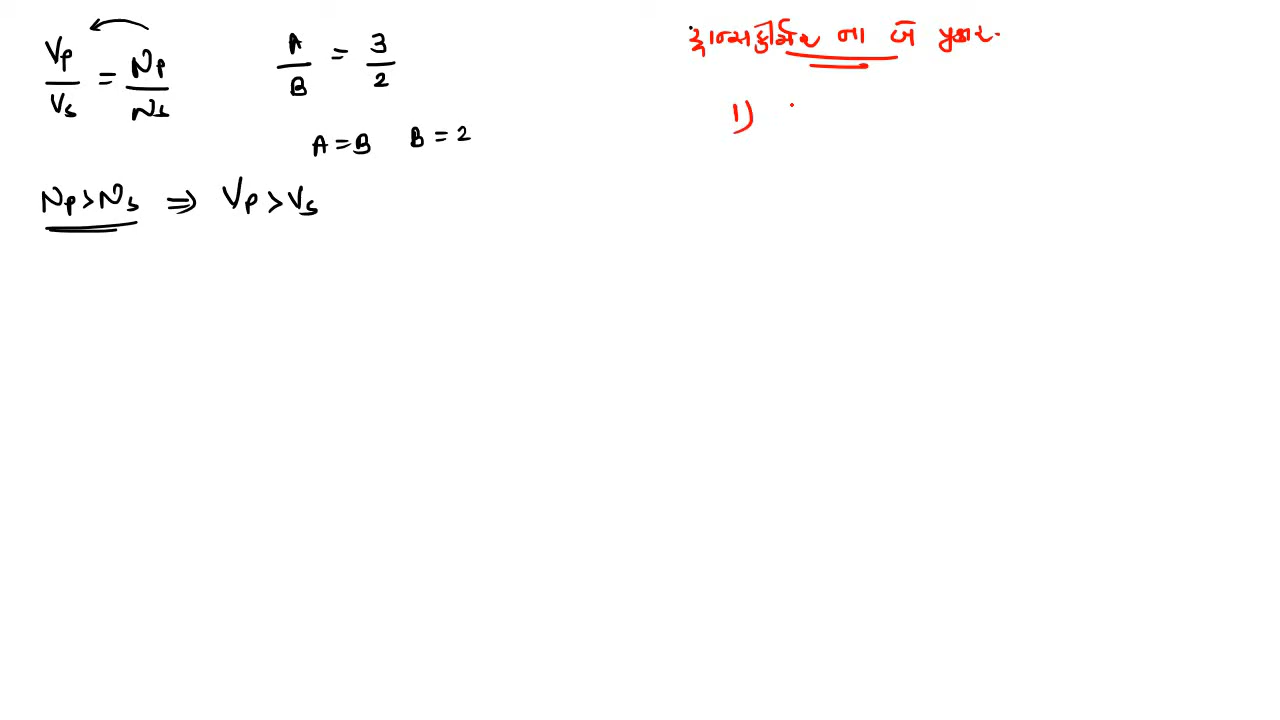 Vp/Vs = Np/Ns
A/B = 3/2
A = B B = 2
Np > Ns ⇒ Vp > Vs
ટ્રાન્સફોર્મર ના બે પ્રકાર.
1)